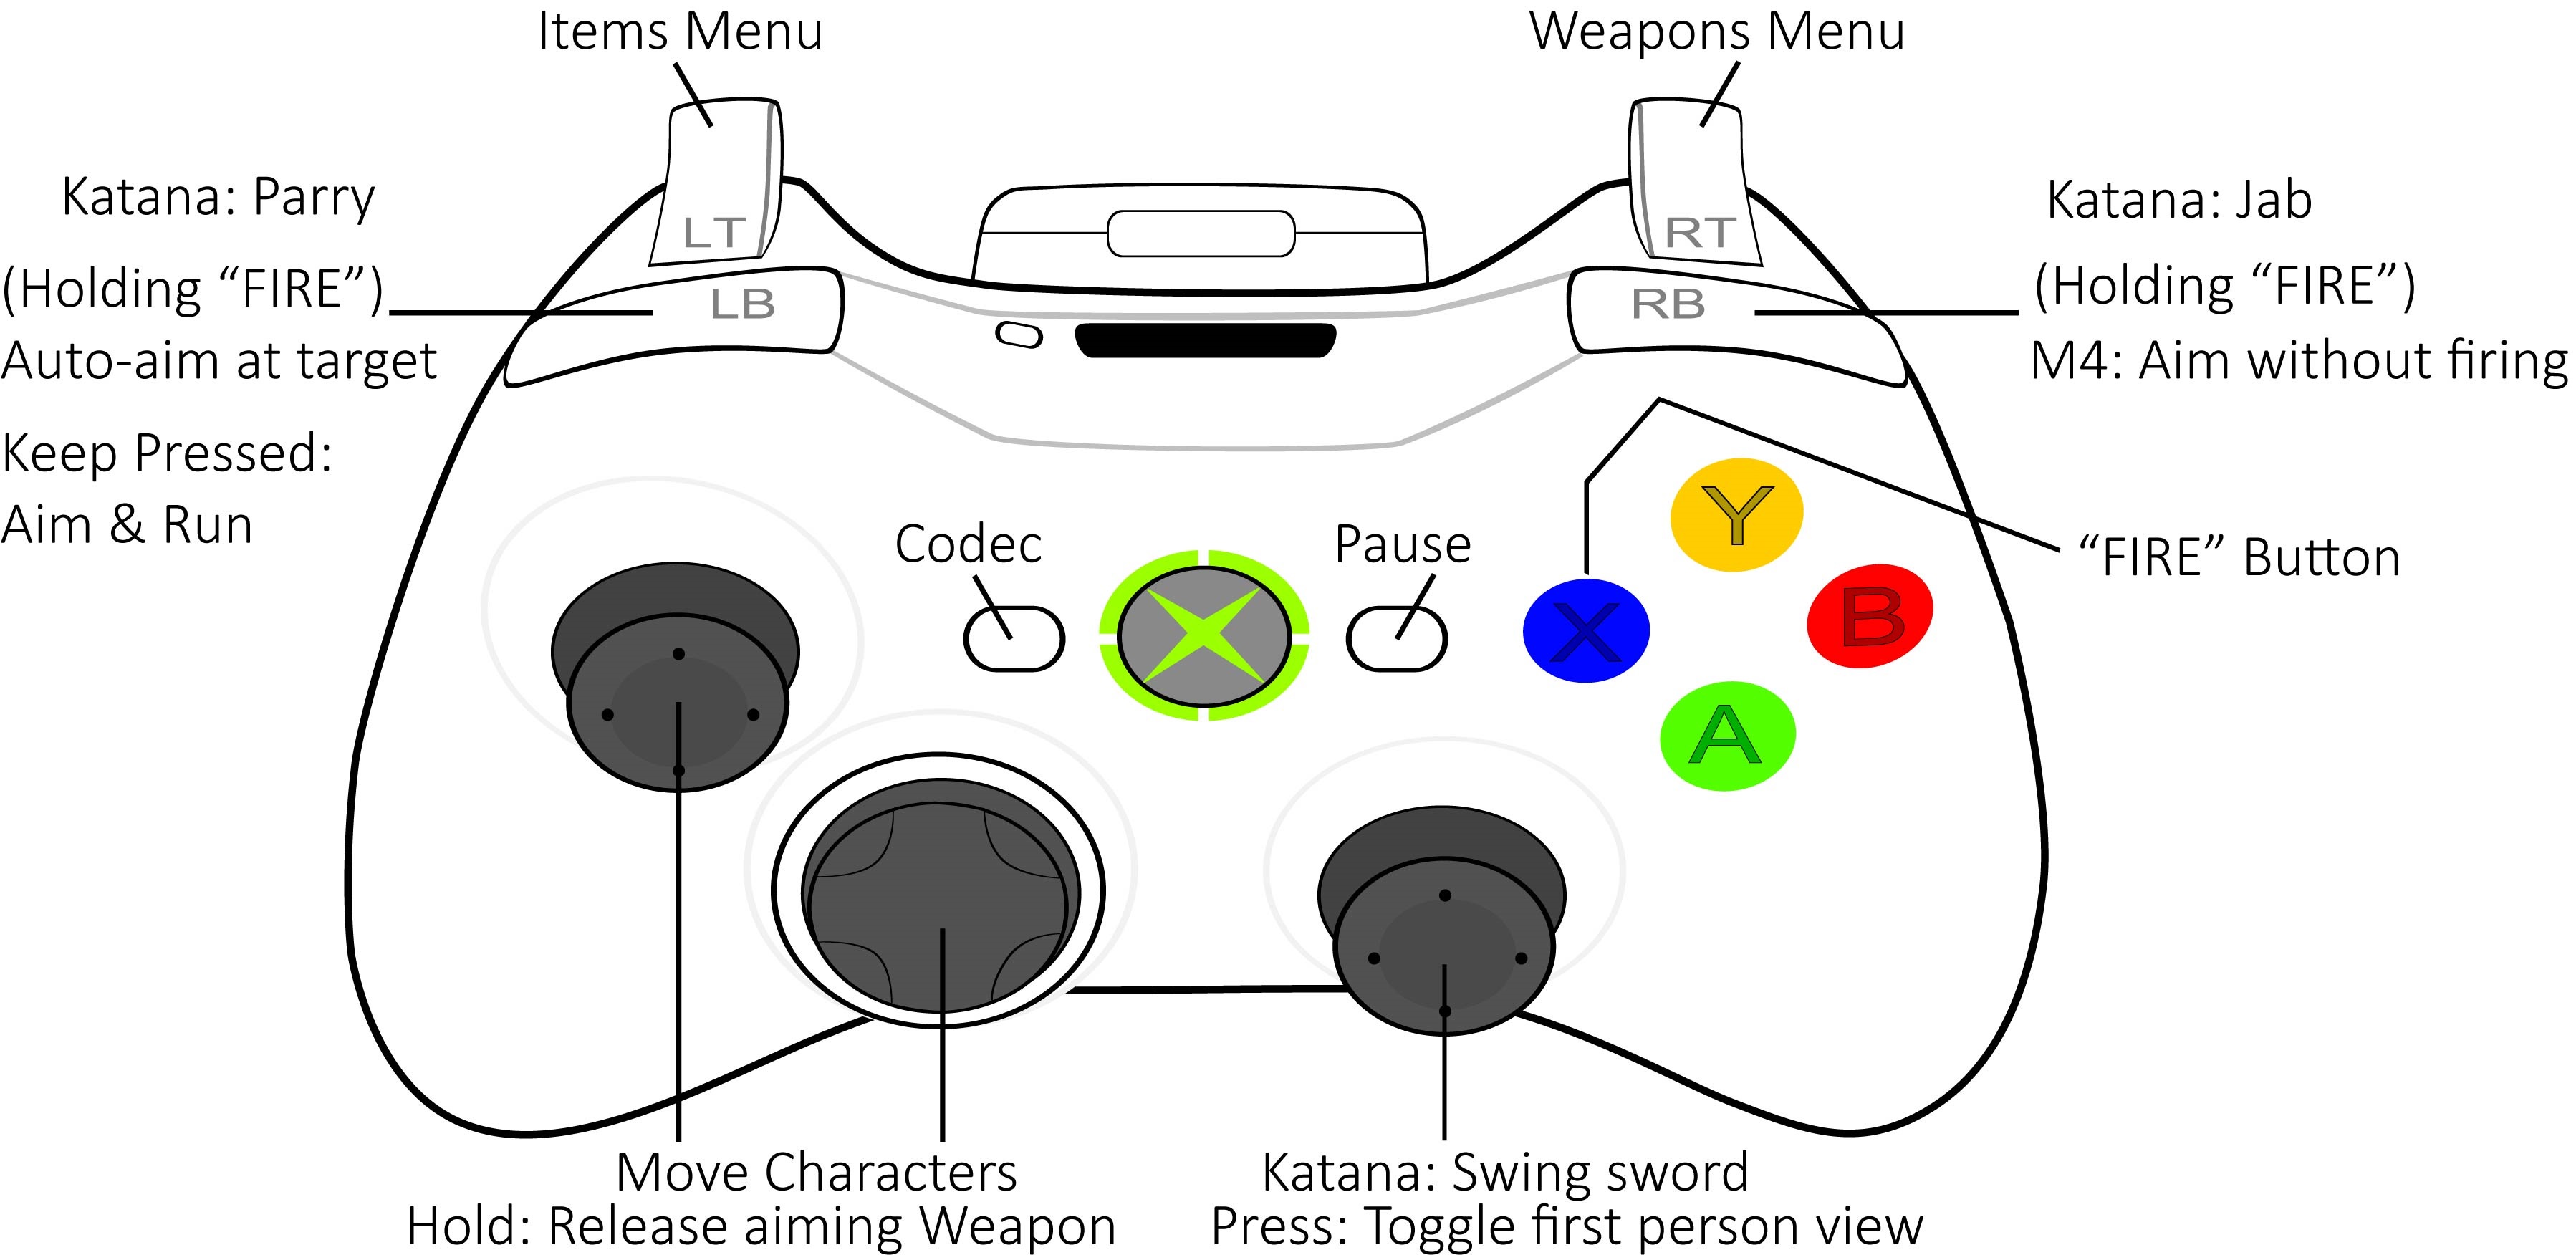 Items Menu
Weapons Menu
Katana: Parry
(Holding “FIRE”)
Auto-aim at target
Keep Pressed:
Aim & Run
LT
LB
RT
RB
Katana: Jab
(Holding “FIRE”)
M4: Aim without firing
Codec
Pause
Y
X
B
A
“FIRE” Button
Move Characters
Hold: Release aiming Weapon
Katana: Swing sword
Press: Toggle first person view